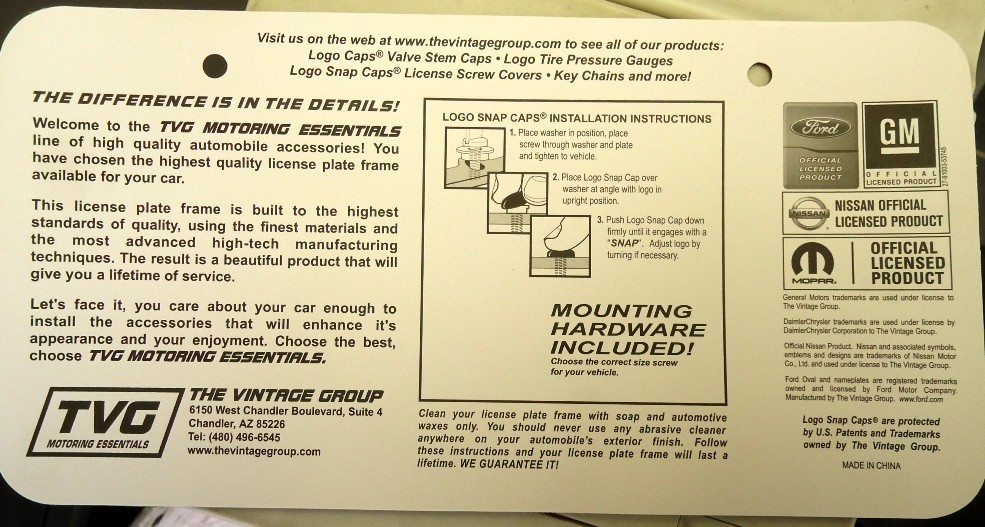 Visit us on the web at www.thevintagegroup.com to see all of our products:
Logo Caps® Valve Stem Caps • Logo Tire Pressure Gauges
Logo Snap Caps® License Screw Covers • Key Chains and more!
THE DIFFERENCE IS IN THE DETAILS!
Welcome to the TVG MOTORING ESSENTIALS
line of high quality automobile accessories! You
have chosen the highest quality license plate frame
available for your car.
This license plate frame is built to the highest
standards of quality, using the finest materials and
the most advanced high-tech manufacturing
techniques. The result is a beautiful product that will
give you a lifetime of service.
Let's face it, you care about your car enough to
install the accessories that will enhance it's
appearance and your enjoyment. Choose the best,
choose TVG MOTORING ESSENTIALS.
TVG
MOTORING ESSENTIALS
THE VINTAGE GROUP
6150 West Chandler Boulevard, Suite 4
Chandler, AZ 85226
Tel: (480) 496-6545
www.thevintagegroup.com
LOGO SNAP CAPS® INSTALLATION INSTRUCTIONS
1. Place washer in position, place
screw through washer and plate
and tighten to vehicle.
2. Place Logo Snap Cap over
washer at angle with logo in
upright position.
3. Push Logo Snap Cap down
firmly until it engages with a
"SNAP". Adjust logo by
turning if necessary.
MOUNTING
HARDWARE
INCLUDED!
Choose the correct size screw
for your vehicle.
Clean your license plate frame with soap and automotive
waxes only. You should never use any abrasive cleaner
anywhere on your automobile's exterior finish. Follow
these instructions and your license plate frame will last a
lifetime. WE GUARANTEE IT!
Ford
OFFICIAL
LICENSED
PRODUCT
GM
OFFICIAL
LICENSED PRODUCT
NISSAN
NISSAN OFFICIAL
LICENSED PRODUCT
MOPAR.
OFFICIAL
LICENSED
PRODUCT
General Motors trademarks are used under license to
The Vintage Group.
DaimlerChrysler trademarks are used under license by
DaimlerChrysler Corporation to The Vintage Group.
Official Nissan Product. Nissan and associated symbols,
emblems and designs are trademarks of Nissan Motor
Co., Ltd. and used under license to The Vintage Group.
Ford Oval and nameplates are registered trademarks
owned and licensed by Ford Motor Company.
Manufactured by The Vintage Group. www.ford.com
Logo Snap Caps® are protected
by U.S. Patents and Trademarks
owned by The Vintage Group.
MADE IN CHINA